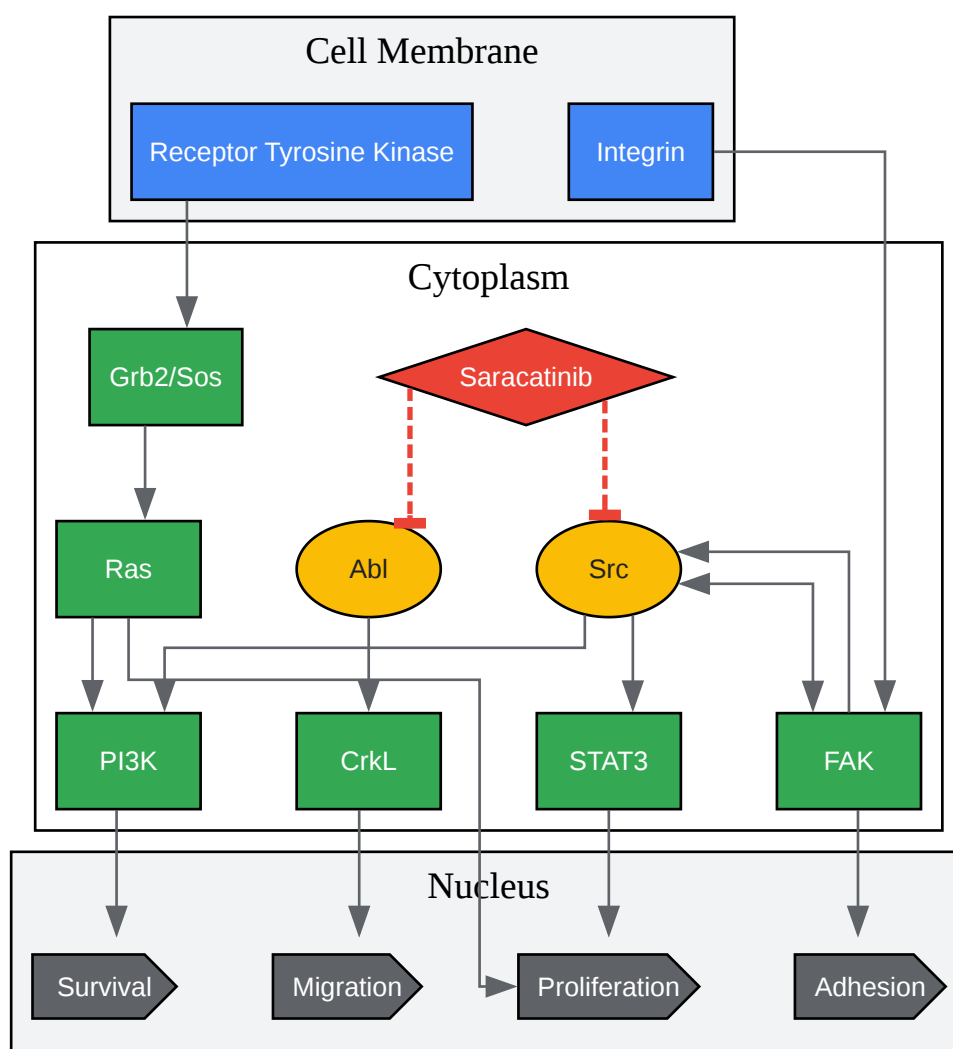 Cell Membrane
Receptor Tyrosine Kinase
Integrin
Cytoplasm
Grb2/Sos
Saracatinib
Ras
Abl
Src
PI3K
CrkL
STAT3
FAK
Nucleus
Survival
Migration
Proliferation
Adhesion